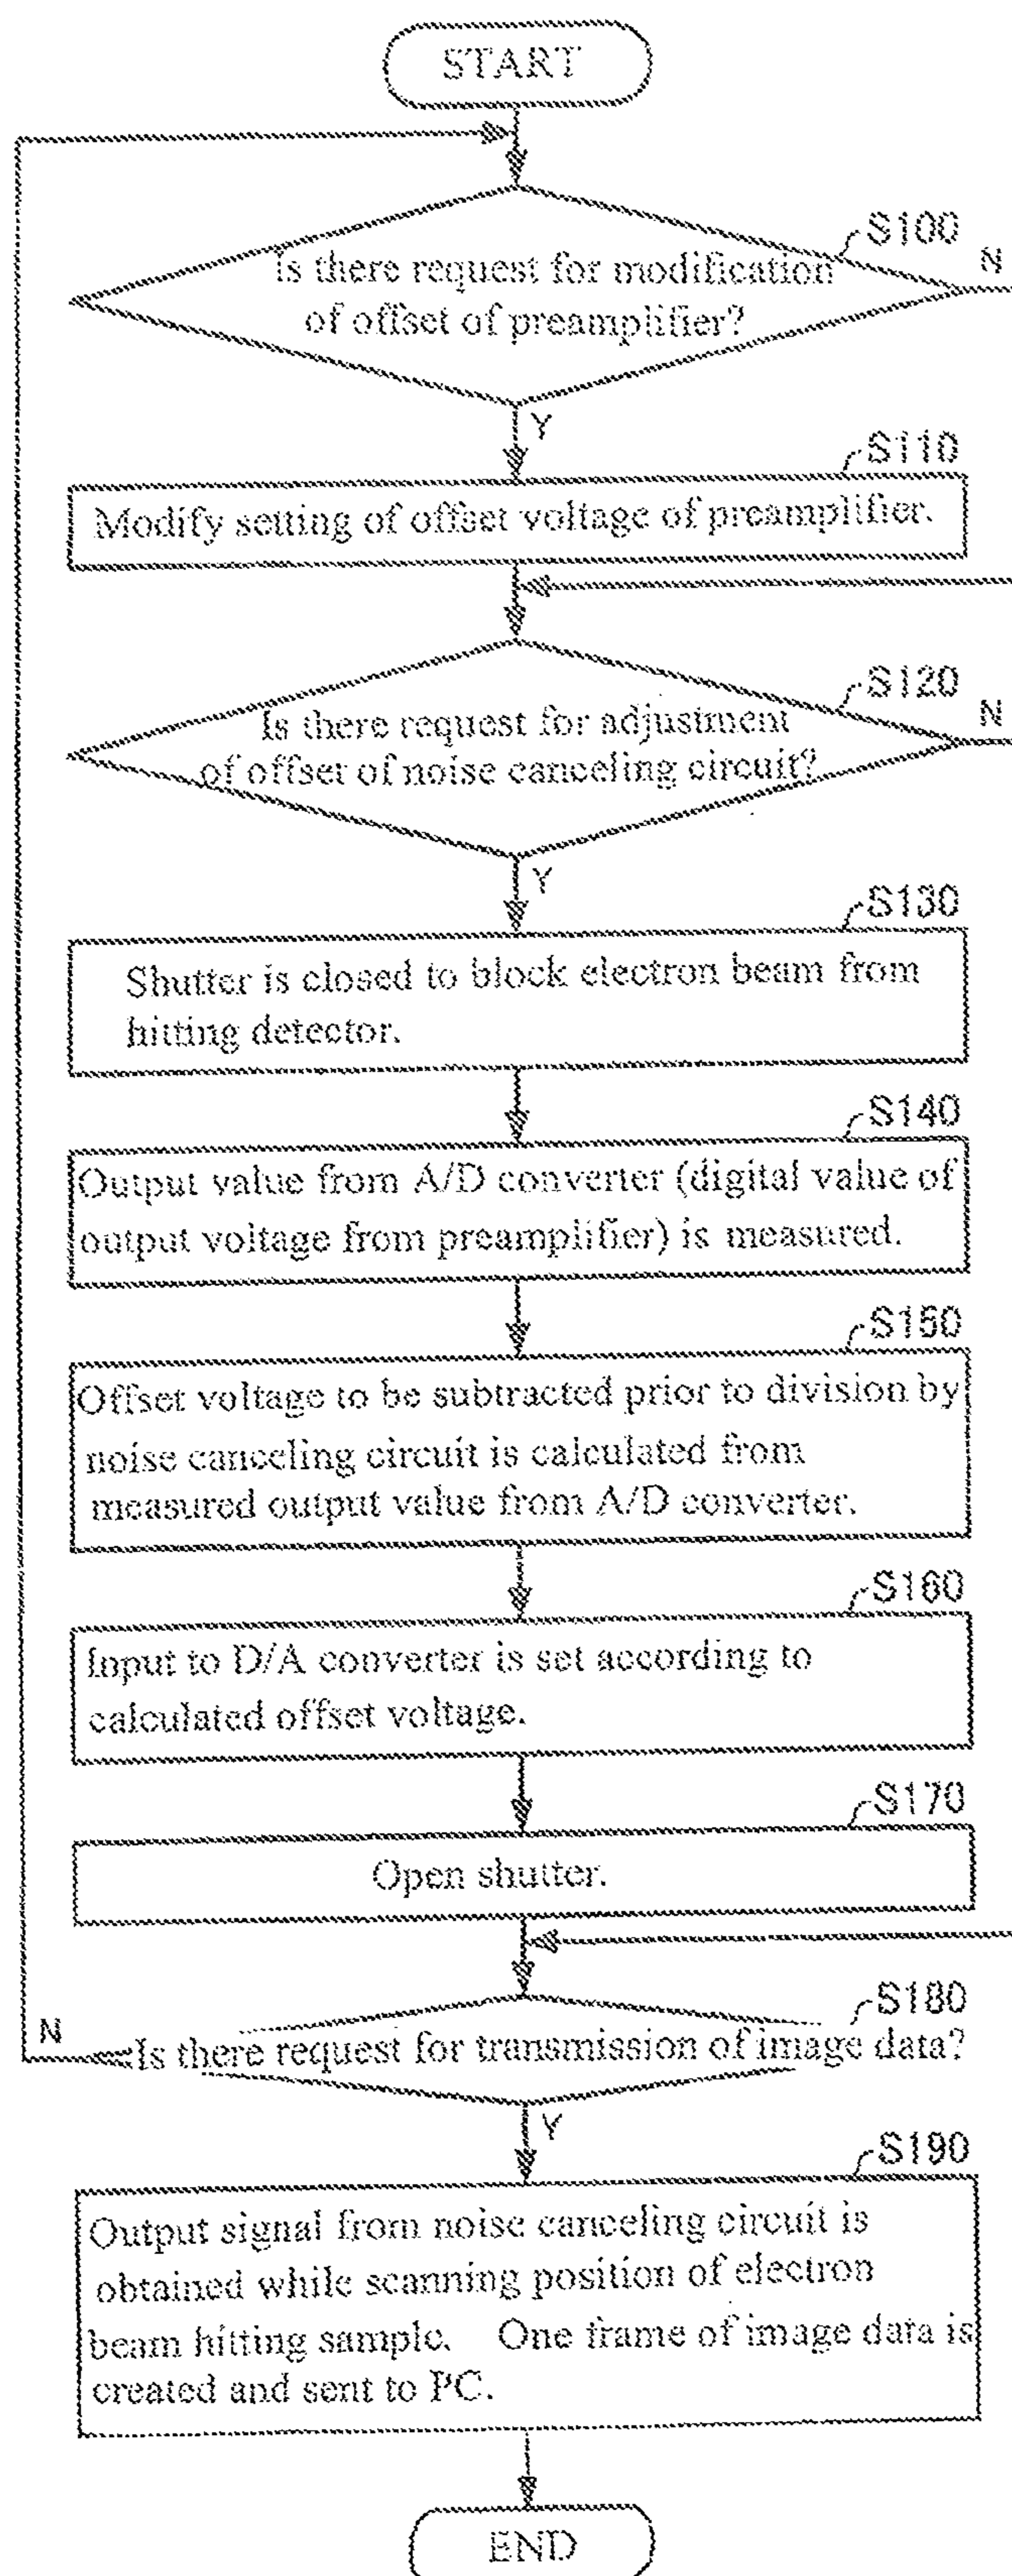 START
S100
N
Is there request for modification
of offset of preamplifier?
Y
S110
Modify setting of offset voltage of preamplifier.
S120
N
Is there request for adjustment
of offset of noise canceling circuit?
Y
S130
Shutter is closed to block electron beam from
hitting detector.
S140
Output value from A/D converter (digital value of
output voltage from preamplifier) is measured.
S150
Offset voltage to be subtracted prior to division by
noise canceling circuit is calculated from
measured output value from A/D converter.
S160
Input to D/A converter is set according to
calculated offset voltage.
S170
Open shutter.
S180
N
Is there request for transmission of image data?
Y
S190
Output signal from noise canceling circuit is
obtained while scanning position of electron
beam hitting sample. One frame of image data is
created and sent to PC.
END